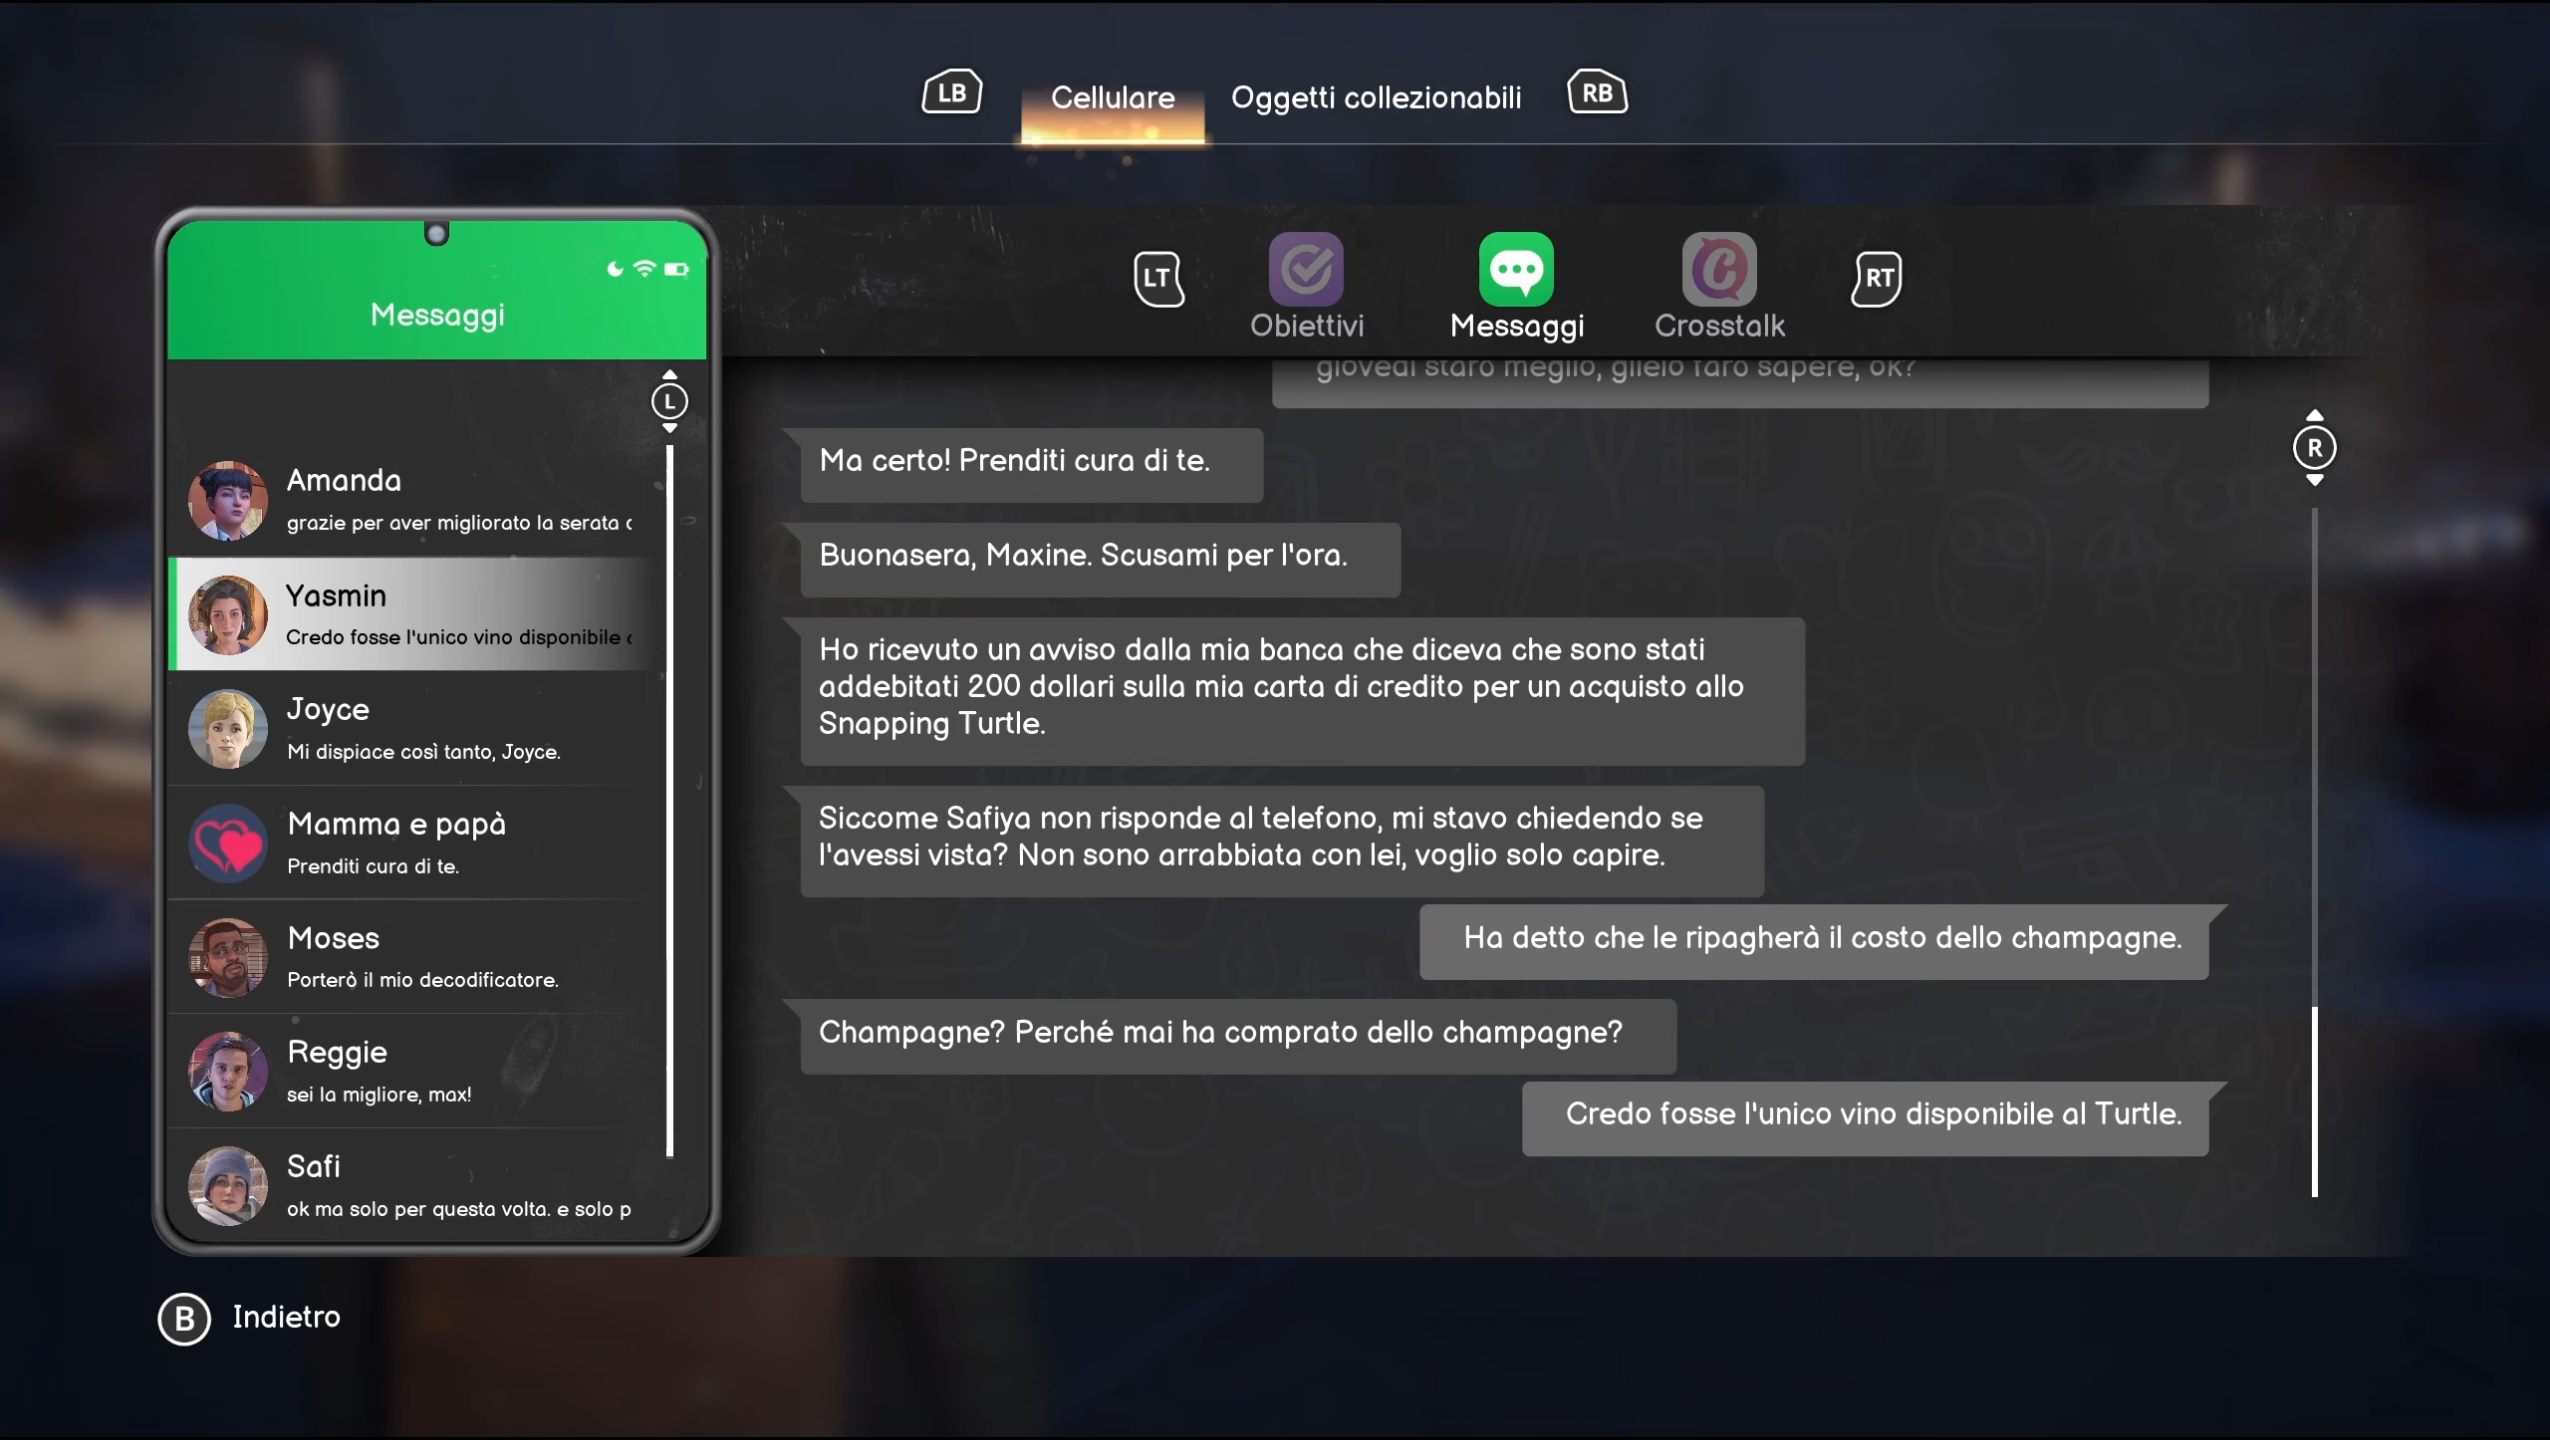 LB
Cellulare
Oggetti collezionabili
RB
Messaggi
LT
Obiettivi
Messaggi
Crosstalk
RT
L
Amanda
grazie per aver migliorato la serata
Yasmin
Credo fosse l'unico vino disponibile
Joyce
Mi dispiace così tanto, Joyce.
Mamma e papà
Prenditi cura di te.
Moses
Porterò il mio decodificatore.
Reggie
sei la migliore, max!
Safi
ok ma solo per questa volta. e solo p
giovedì starò meglio, glielo farò sapere, ok?
R
Ma certo! Prenditi cura di te.
Buonasera, Maxine. Scusami per l'ora.
Ho ricevuto un avviso dalla mia banca che diceva che sono stati
addebitati 200 dollari sulla mia carta di credito per un acquisto allo
Snapping Turtle.
Siccome Safiya non risponde al telefono, mi stavo chiedendo se
l'avessi vista? Non sono arrabbiata con lei, voglio solo capire.
Ha detto che le ripagherà il costo dello champagne.
Champagne? Perché mai ha comprato dello champagne?
Credo fosse l'unico vino disponibile al Turtle.
B
Indietro